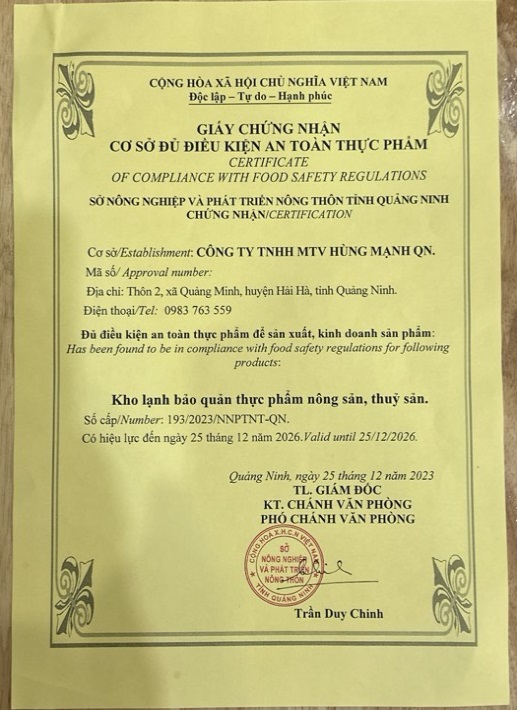 CỘNG HÒA XÃ HỘI CHỦ NGHĨA VIỆT NAM
Độc lập – Tự do – Hạnh phúc
GIẤY CHỨNG NHẬN
CƠ SỞ ĐỦ ĐIỀU KIỆN AN TOÀN THỰC PHẨM
CERTIFICATE
OF COMPLIANCE WITH FOOD SAFETY REGULATIONS
SỞ NÔNG NGHIỆP VÀ PHÁT TRIỂN NÔNG THÔN TỈNH QUẢNG NINH
CHỨNG NHẬN/CERTIFICATION
Cơ sở/Establishment: CÔNG TY TNHH MTV HÙNG MẠNH QN.
Mã số/ Approval number:
Địa chỉ: Thôn 2, xã Quảng Minh, huyện Hải Hà, tỉnh Quảng Ninh.
Điện thoại/Tel: 0983 763 559
Đủ điều kiện an toàn thực phẩm để sản xuất, kinh doanh sản phẩm:
Has been found to be in compliance with food safety regulations for following
products:
Kho lạnh bảo quản thực phẩm nông sản, thuỷ sản.
Số cấp/Number: 193/2023/NNPTNT-QN.
Có hiệu lực đến ngày 25 tháng 12 năm 2026.Valid until 25/12/2026.
Quảng Ninh, ngày 25 tháng 12 năm 2023
TL. GIÁM ĐỐC
KT. CHÁNH VĂN PHÒNG
PHÓ CHÁNH VĂN PHÒNG
CỘNG HÒA X.H.C.N VIỆT NAM
SỞ
NÔNG NGHIỆP
VÀ PHÁT TRIỂN
NÔNG THÔN
TỈNH QUẢNG NINH
Trần Duy Chinh